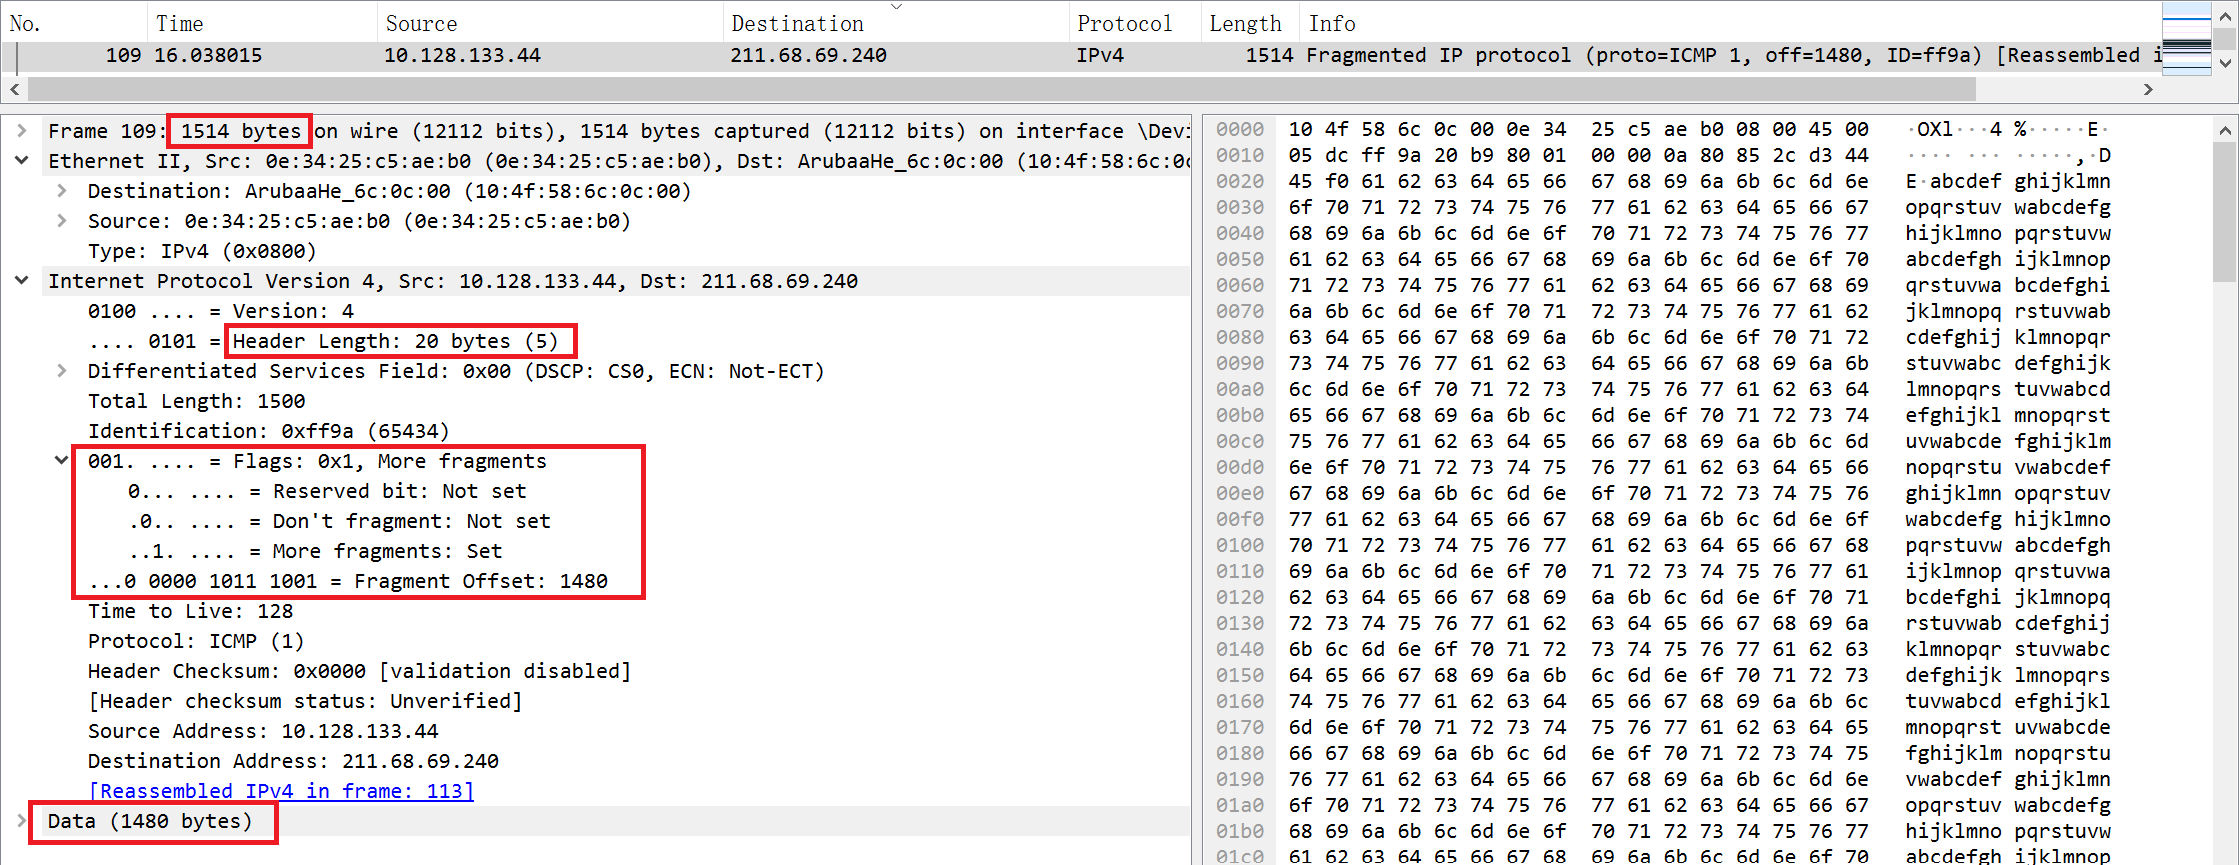 No. Time Source Destination Protocol Length Info
109 16.038015 10.128.133.44 211.68.69.240 IPv4 1514 Fragmented IP protocol (proto=ICMP 1, off=1480, ID=ff9a) [Reassembled i
Frame 109: 1514 bytes on wire (12112 bits), 1514 bytes captured (12112 bits) on interface \Devi
Ethernet II, Src: 0e:34:25:c5:ae:b0 (0e:34:25:c5:ae:b0), Dst: ArubaaHe_6c:0c:00 (10:4f:58:6c:0c
Destination: ArubaaHe_6c:0c:00 (10:4f:58:6c:0c:00)
Source: 0e:34:25:c5:ae:b0 (0e:34:25:c5:ae:b0)
Type: IPv4 (0x0800)
Internet Protocol Version 4, Src: 10.128.133.44, Dst: 211.68.69.240
0100 .... = Version: 4
.... 0101 = Header Length: 20 bytes (5)
Differentiated Services Field: 0x00 (DSCP: CS0, ECN: Not-ECT)
Total Length: 1500
Identification: 0xff9a (65434)
001. .... = Flags: 0x1, More fragments
0... .... = Reserved bit: Not set
.0.. .... = Don't fragment: Not set
..1. .... = More fragments: Set
...0 0000 1011 1001 = Fragment Offset: 1480
Time to Live: 128
Protocol: ICMP (1)
Header Checksum: 0x0000 [validation disabled]
[Header checksum status: Unverified]
Source Address: 10.128.133.44
Destination Address: 211.68.69.240
[Reassembled IPv4 in frame: 113]
Data (1480 bytes)
0000 10 4f 58 6c 0c 00 0e 34 25 c5 ae b0 08 00 45 00 ·OXl···4 %·····E·
0010 05 dc ff 9a 20 b9 80 01 00 00 0a 80 85 2c d3 44 ···· ··· ·····,·D
0020 45 f0 61 62 63 64 65 66 67 68 69 6a 6b 6c 6d 6e E·abcdef ghijklmn
0030 6f 70 71 72 73 74 75 76 77 61 62 63 64 65 66 67 opqrstuv wabcdefg
0040 68 69 6a 6b 6c 6d 6e 6f 70 71 72 73 74 75 76 77 hijklmno pqrstuvw
0050 61 62 63 64 65 66 67 68 69 6a 6b 6c 6d 6e 6f 70 abcdefgh ijklmnop
0060 71 72 73 74 75 76 77 61 62 63 64 65 66 67 68 69 qrstuvwa bcdefghi
0070 6a 6b 6c 6d 6e 6f 70 71 72 73 74 75 76 77 61 62 jklmnopq rstuvwab
0080 63 64 65 66 67 68 69 6a 6b 6c 6d 6e 6f 70 71 72 cdefghij klmnopqr
0090 73 74 75 76 77 61 62 63 64 65 66 67 68 69 6a 6b stuvwabc defghijk
00a0 6c 6d 6e 6f 70 71 72 73 74 75 76 77 61 62 63 64 lmnopqrs tuvwabcd
00b0 65 66 67 68 69 6a 6b 6c 6d 6e 6f 70 71 72 73 74 efghijkl mnopqrst
00c0 75 76 77 61 62 63 64 65 66 67 68 69 6a 6b 6c 6d uvwabcde fghijklm
00d0 6e 6f 70 71 72 73 74 75 76 77 61 62 63 64 65 66 nopqrstu vwabcdef
00e0 67 68 69 6a 6b 6c 6d 6e 6f 70 71 72 73 74 75 76 ghijklmn opqrstuv
00f0 77 61 62 63 64 65 66 67 68 69 6a 6b 6c 6d 6e 6f wabcdefg hijklmno
0100 70 71 72 73 74 75 76 77 61 62 63 64 65 66 67 68 pqrstuvw abcdefgh
0110 69 6a 6b 6c 6d 6e 6f 70 71 72 73 74 75 76 77 61 ijklmnop qrstuvwa
0120 62 63 64 65 66 67 68 69 6a 6b 6c 6d 6e 6f 70 71 bcdefghi jklmnopq
0130 72 73 74 75 76 77 61 62 63 64 65 66 67 68 69 6a rstuvwab cdefghij
0140 6b 6c 6d 6e 6f 70 71 72 73 74 75 76 77 61 62 63 klmnopqr stuvwabc
0150 64 65 66 67 68 69 6a 6b 6c 6d 6e 6f 70 71 72 73 defghijk lmnopqrs
0160 74 75 76 77 61 62 63 64 65 66 67 68 69 6a 6b 6c tuvwabcd efghijkl
0170 6d 6e 6f 70 71 72 73 74 75 76 77 61 62 63 64 65 mnopqrst uvwabcde
0180 66 67 68 69 6a 6b 6c 6d 6e 6f 70 71 72 73 74 75 fghijklm nopqrstu
0190 76 77 61 62 63 64 65 66 67 68 69 6a 6b 6c 6d 6e vwabcdef ghijklmn
01a0 6f 70 71 72 73 74 75 76 77 61 62 63 64 65 66 67 opqrstuv wabcdefg
01b0 68 69 6a 6b 6c 6d 6e 6f 70 71 72 73 74 75 76 77 hijklmno pqrstuvw
01c0 61 62 63 64 65 66 67 68 69 6a 6b 6c 6d 6e 6f 70 abcdefgh ijklmnop